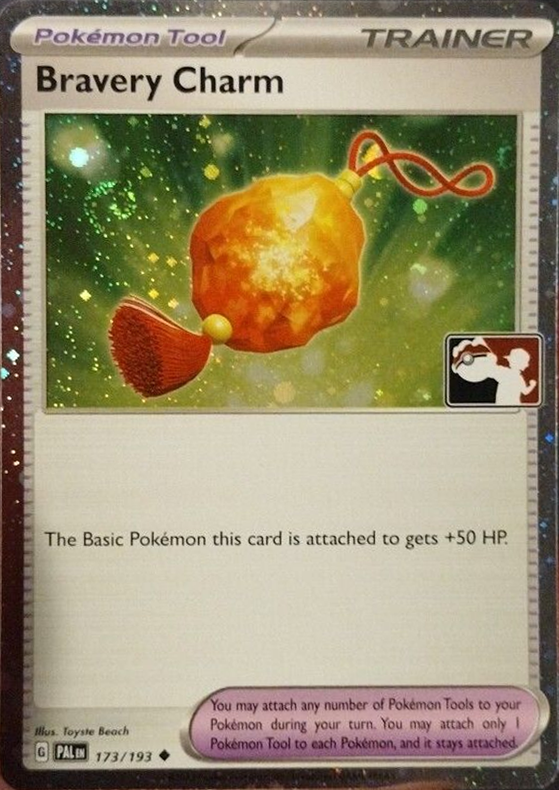 Pokémon Tool
TRAINER
Bravery Charm
The Basic Pokémon this card is attached to gets +50 HP.
You may attach any number of Pokémon Tools to your
Pokémon during your turn. You may attach only 1
Pokémon Tool to each Pokémon, and it stays attached.
Illus. Toyste Beach
G PAL EN 173/193